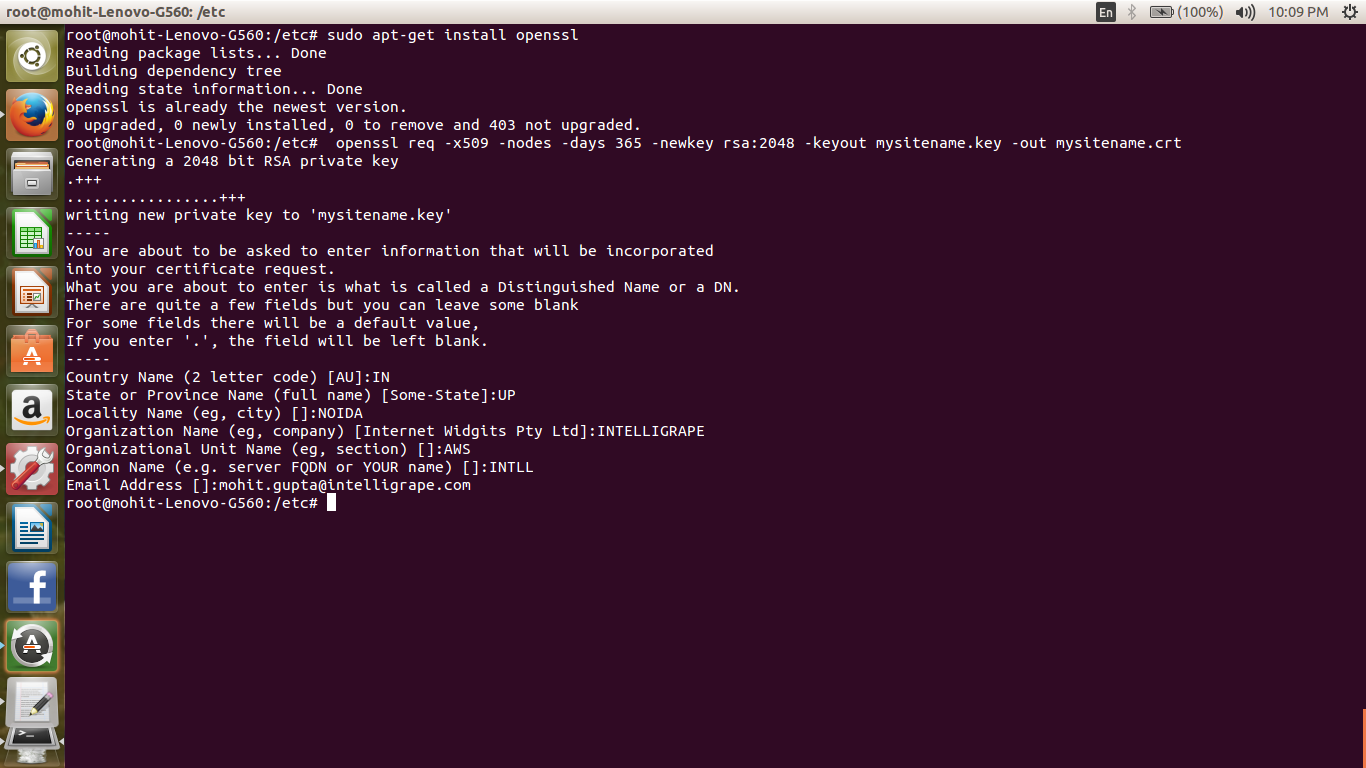 root@mohit-Lenovo-G560: /etc
En (100%) 10:09 PM
root@mohit-Lenovo-G560:/etc# sudo apt-get install openssl
Reading package lists... Done
Building dependency tree
Reading state information... Done
openssl is already the newest version.
0 upgraded, 0 newly installed, 0 to remove and 403 not upgraded.
root@mohit-Lenovo-G560:/etc#  openssl req -x509 -nodes -days 365 -newkey rsa:2048 -keyout mysitename.key -out mysitename.crt
Generating a 2048 bit RSA private key
.+++
.................+++
writing new private key to 'mysitename.key'
-----
You are about to be asked to enter information that will be incorporated
into your certificate request.
What you are about to enter is what is called a Distinguished Name or a DN.
There are quite a few fields but you can leave some blank
For some fields there will be a default value,
If you enter '.', the field will be left blank.
-----
Country Name (2 letter code) [AU]:IN
State or Province Name (full name) [Some-State]:UP
Locality Name (eg, city) []:NOIDA
Organization Name (eg, company) [Internet Widgits Pty Ltd]:INTELLIGRAPE
Organizational Unit Name (eg, section) []:AWS
Common Name (e.g. server FQDN or YOUR name) []:INTLL
Email Address []:mohit.gupta@intelligrape.com
root@mohit-Lenovo-G560:/etc#